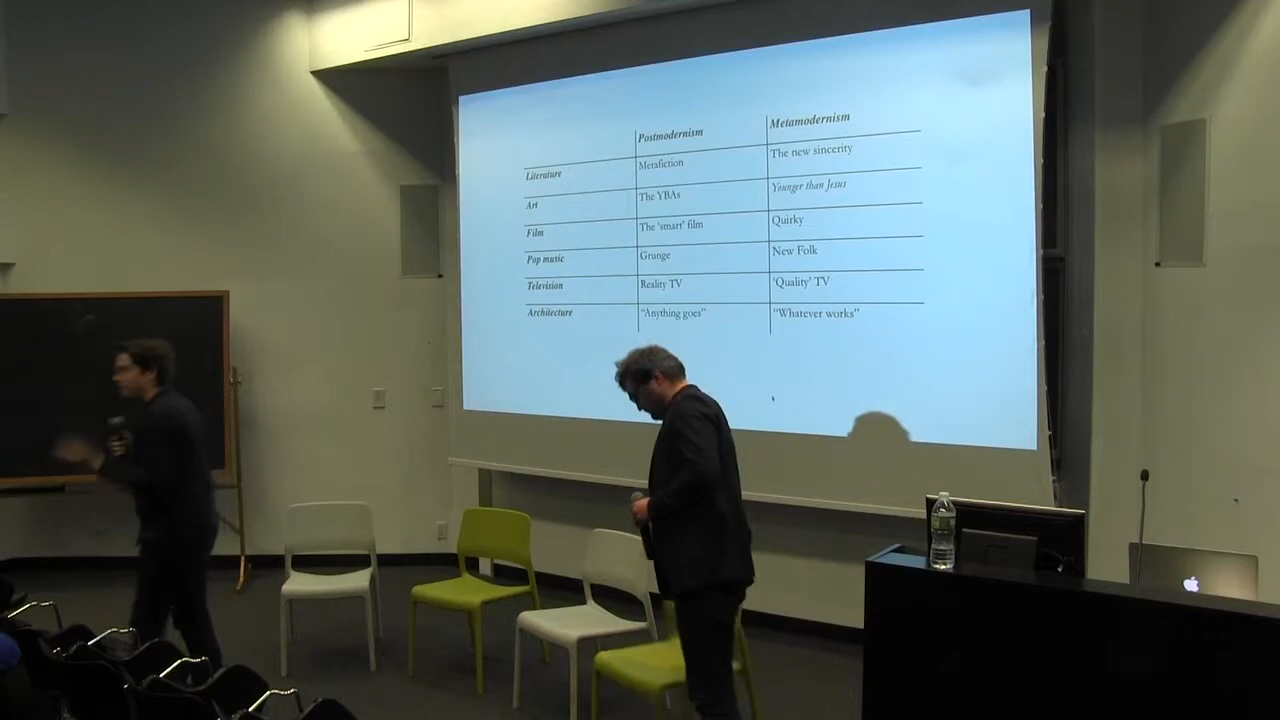 Postmodernism Metamodernism
Literature Metafiction The new sincerity
Art The YBAs Younger than Jesus
Film The 'smart' film Quirky
Pop music Grunge New Folk
Television Reality TV 'Quality' TV
Architecture "Anything goes" "Whatever works"